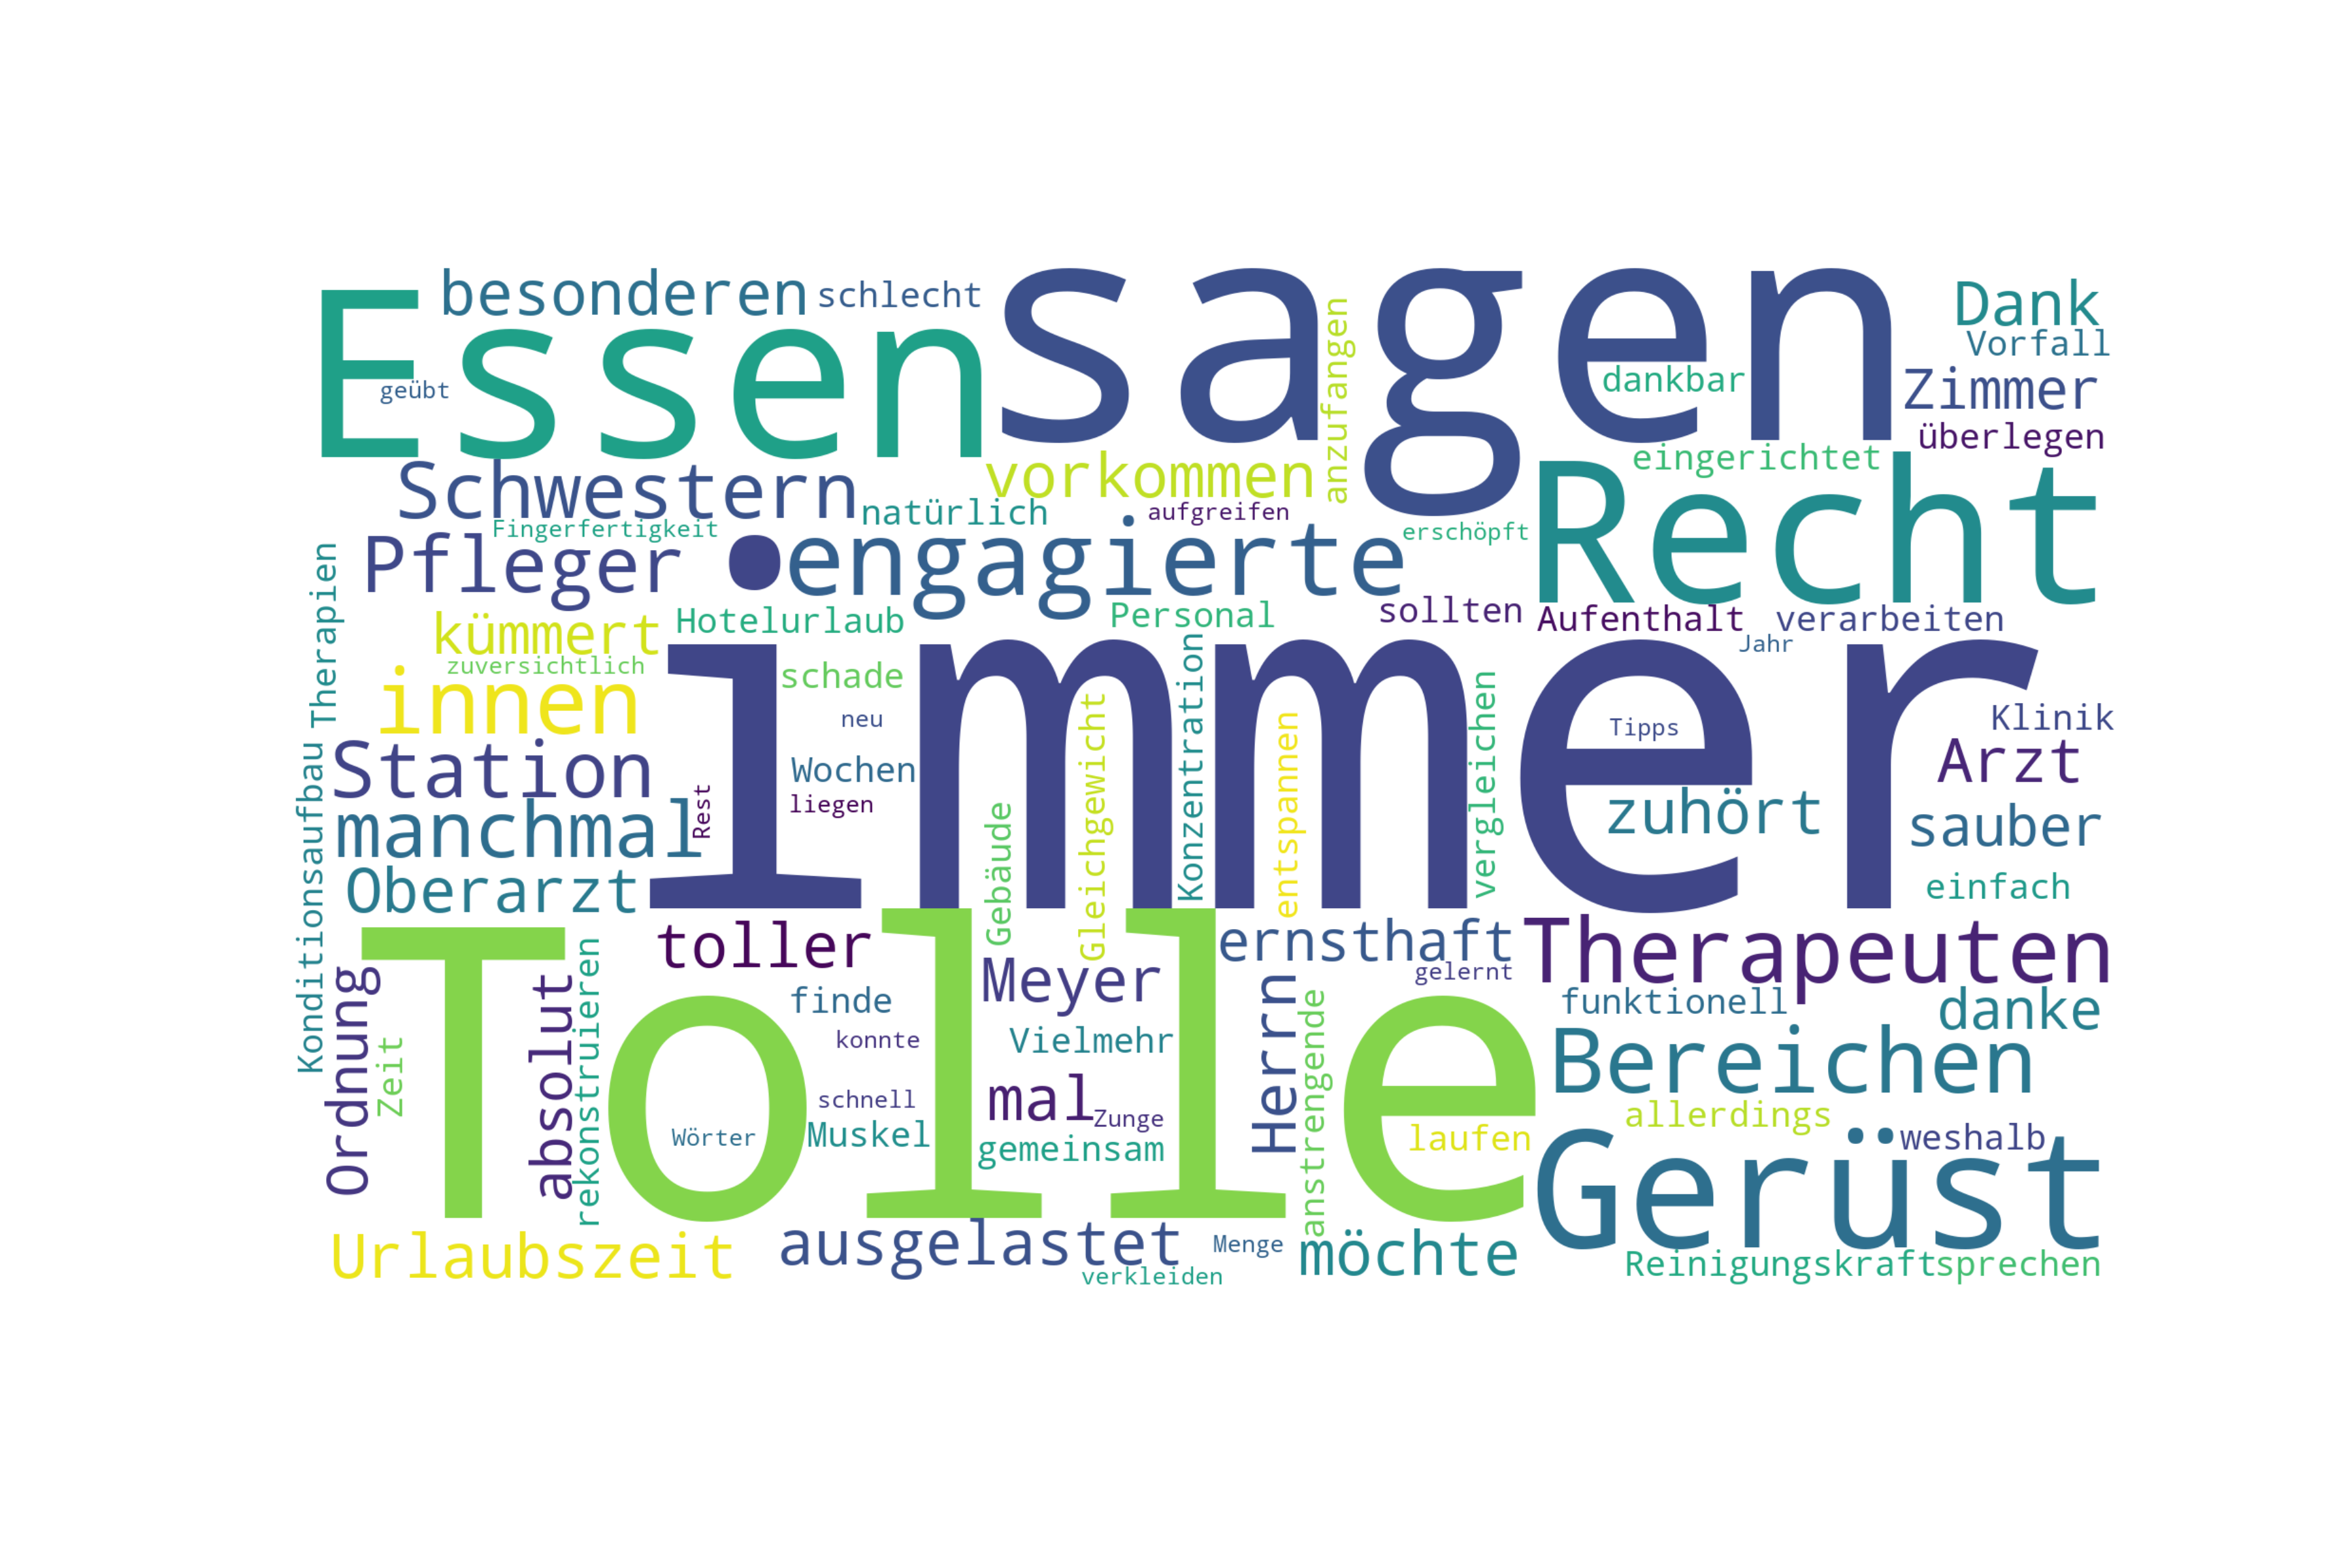 besonderen
schlecht
Essen
sagen
Dank
Vorfall
geübt
anzufangen
dankbar
Zimmer
überlegen
Schwestern
vorkommen
eingerichtet
natürlich
aufgreifen
Recht
Fingerfertigkeit
erschöpft
Pfleger
engagierte
Therapien
kümmert
Hotelurlaub
Personal
sollten
Aufenthalt
verarbeiten
Jahr
zuversichtlich
immer
schade
innen
neu
Konzentration
Gleichgewicht
entspannen
vergleichen
Tipps
Klinik
Station
Wochen
Arzt
Konditionsaufbau
manchmal
Rest
liegen
Gebäude
zuhört
sauber
Oberarzt
einfach
Tolle
toller
ernsthaft
Therapeuten
Ordnung
absolut
rekonstruieren
Meyer
gelernt
finde
Herrn
anstrengende
funktionell
danke
Zeit
konnte
Vielmehr
Bereichen
schnell
mal
Zunge
allerdings
Wörter
Muskel
gemeinsam
laufen
Gerüst
weshalb
Urlaubszeit
ausgelastet
Menge
möchte
Reinigungskraft
sprechen
verkleiden